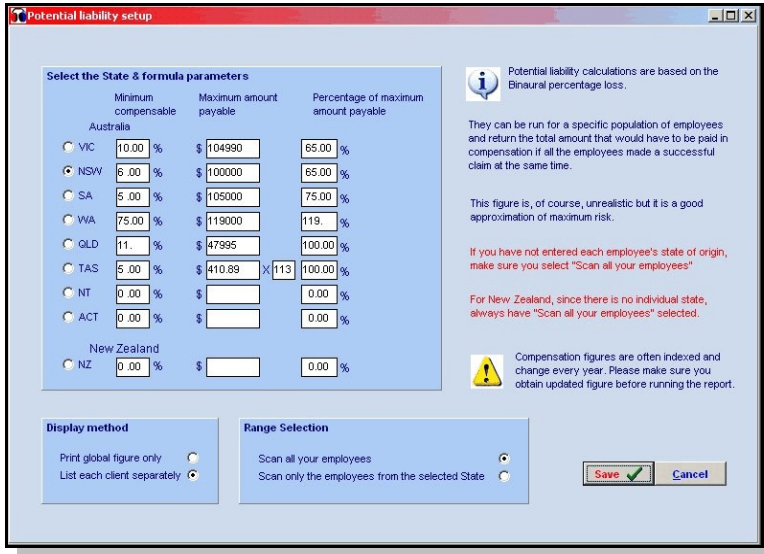 Potential liability setup
Select the State & formula parameters
Minimum compensable
Maximum amount payable
Percentage of maximum amount payable
Australia
VIC 10.00 % $ 104990 65.00 %
NSW 6 .00 % $ 100000 65.00 %
SA 5 .00 % $ 105000 75.00 %
WA 75.00 % $ 119000 119. %
QLD 11. % $ 47995 100.00 %
TAS 5 .00 % $ 410.89 X 113 100.00 %
NT 0 .00 % $ 0.00 %
ACT 0 .00 % $ 0.00 %
New Zealand
NZ 0 .00 % $ 0.00 %
Potential liability calculations are based on the
Binaural percentage loss.
They can be run for a specific population of employees
and return the total amount that would have to be paid in
compensation if all the employees made a successful
claim at the same time.
This figure is, of course, unrealistic but it is a good
approximation of maximum risk.
If you have not entered each employee's state of origin,
make sure you select "Scan all your employees"
For New Zealand, since there is no individual state,
always have "Scan all your employees" selected.
Compensation figures are often indexed and
change every year. Please make sure you
obtain updated figure before running the report.
Display method
Print global figure only
List each client separately
Range Selection
Scan all your employees
Scan only the employees from the selected State
Save
Cancel